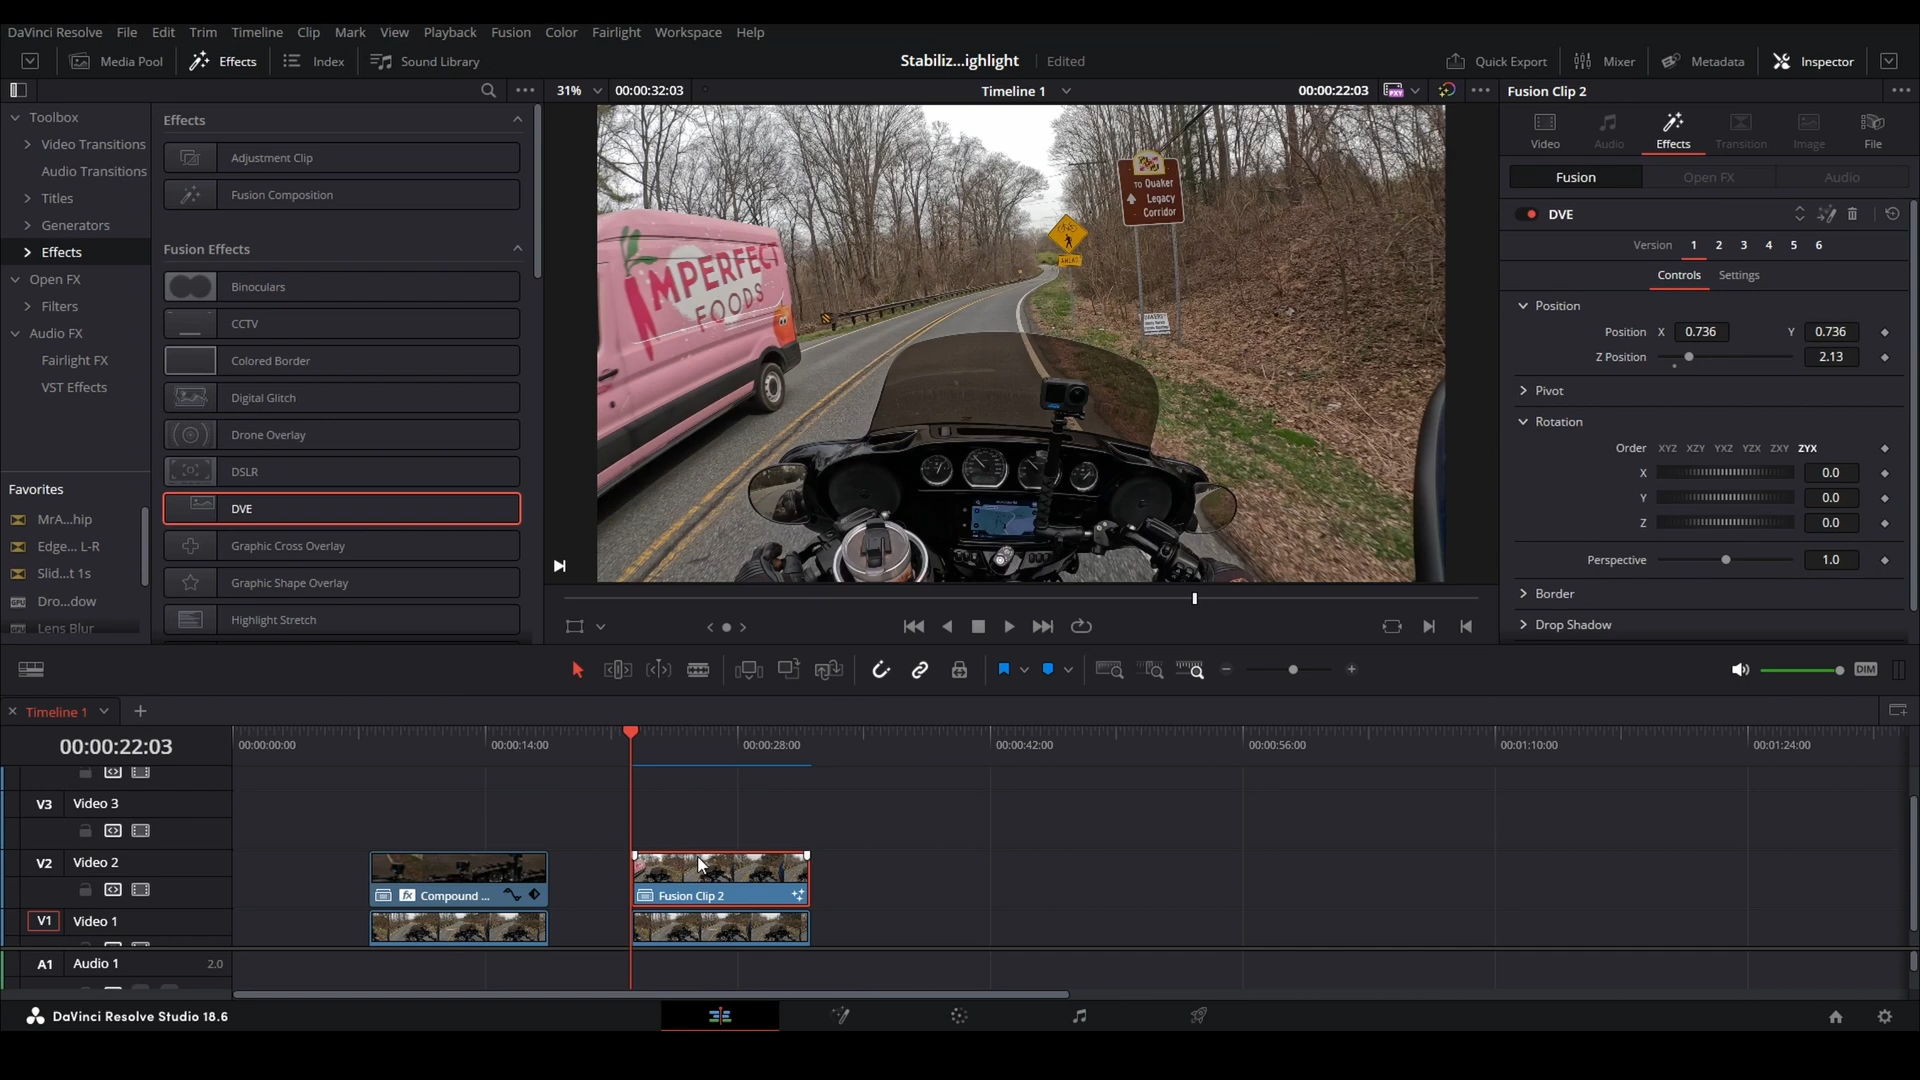 DaVinci Resolve File Edit Trim Timeline Clip Mark View Playback Fusion Color Fairlight Workspace Help
Media Pool Effects Index Sound Library Stabiliz...ighlight Edited Quick Export Mixer Metadata Inspector
31% 00:00:32:03 Timeline 1 00:00:22:03 Fusion Clip 2
Toolbox
Video Transitions
Audio Transitions
Titles
Generators
Effects
Open FX
Filters
Audio FX
Fairlight FX
VST Effects
Favorites
MrA...hip
Edge... L-R
Slid...t 1s
Dro...dow
Lens Blur
Effects
Adjustment Clip
Fusion Composition
Fusion Effects
Binoculars
CCTV
Colored Border
Digital Glitch
Drone Overlay
DSLR
DVE
Graphic Cross Overlay
Graphic Shape Overlay
Highlight Stretch
IMPERFECT
FOODS
TO Quaker
Legacy
Corridor
AHEAD
Video Audio Effects Transition Image File
Fusion Open FX Audio
DVE
Version 1 2 3 4 5 6
Controls Settings
Position
Position X 0.736 Y 0.736
Z Position 2.13
Pivot
Rotation
Order XYZ XZY YXZ YZX ZXY ZYX
X 0.0
Y 0.0
Z 0.0
Perspective 1.0
Border
Drop Shadow
DIM
Timeline 1
00:00:22:03 00:00:00:00 00:00:14:00 00:00:28:00 00:00:42:00 00:00:56:00 00:01:10:00 00:01:24:00
V3 Video 3
V2 Video 2
Compound ... Fusion Clip 2
V1 Video 1
A1 Audio 1 2.0
DaVinci Resolve Studio 18.6